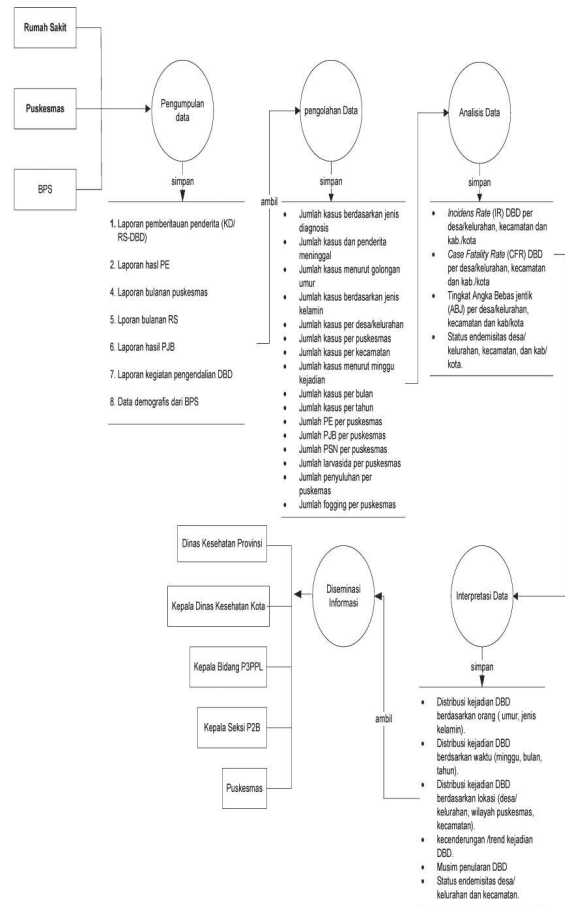 Rumah Sakit
Puskesmas
BPS
Pengumpulan
data
simpan
1. Laporan pemberitauan penderita (KD/
RS-DBD)
2. Laporan hasl PE
4. Laporan bulanan puskesmas
5. Lporan bulanan RS
6. Laporan hasil PJB
7. Laporan kegiatan pengendalian DBD
8. Data demografis dari BPS
ambil
pengolahan Data
simpan
• Jumlah kasus berdasarkan jenis
diagnosis
• Jumlah kasus dan penderita
meninggal
• Jumlah kasus menurut golongan
umur
• Jumlah kasus berdasarkan jenis
kelamin
• Jumlah kasus per desa/kelurahan
• Jumlah kasus per puskesmas
• Jumlah kasus per kecamatan
• Jumlah kasus menurut minggu
kejadian
• Jumlah kasus per bulan
• Jumlah kasus per tahun
• Jumlah PE per puskesmas
• Jumlah PJB per puskesmas
• Jumlah PSN per puskesmas
• Jumlah larvasida per puskesmas
• Jumlah penyuluhan per
puskemas
• Jumlah fogging per puskesmas
Analisis Data
simpan
• Incidens Rate (IR) DBD per
desa/kelurahan, kecamatan dan
kab./kota
• Case Fatality Rate (CFR) DBD
per desa/kelurahan, kecamatan
dan kab./kota
• Tingkat Angka Bebas jentik
(ABJ) per desa/kelurahan,
kecamatan dan kab/kota
• Status endemisitas desa/
kelurahan, kecamatan, dan kab/
kota.
Interpretasi Data
simpan
• Distribusi kejadian DBD
berdasarkan orang ( umur, jenis
kelamin).
• Distribusi kejadian DBD
berdsarkan waktu (minggu, bulan,
tahun).
• Distribusi kejadian DBD
berdasarkan lokasi (desa/
kelurahan, wilayah puskesmas,
kecamatan).
• kecenderungan /trend kejadian
DBD.
• Musim penularan DBD
• Status endemisitas desa/
kelurahan dan kecamatan.
ambil
Diseminasi
Informasi
Dinas Kesehatan Provinsi
Kepala Dinas Kesehatan Kota
Kepala Bidang P3PPL
Kepala Seksi P2B
Puskesmas